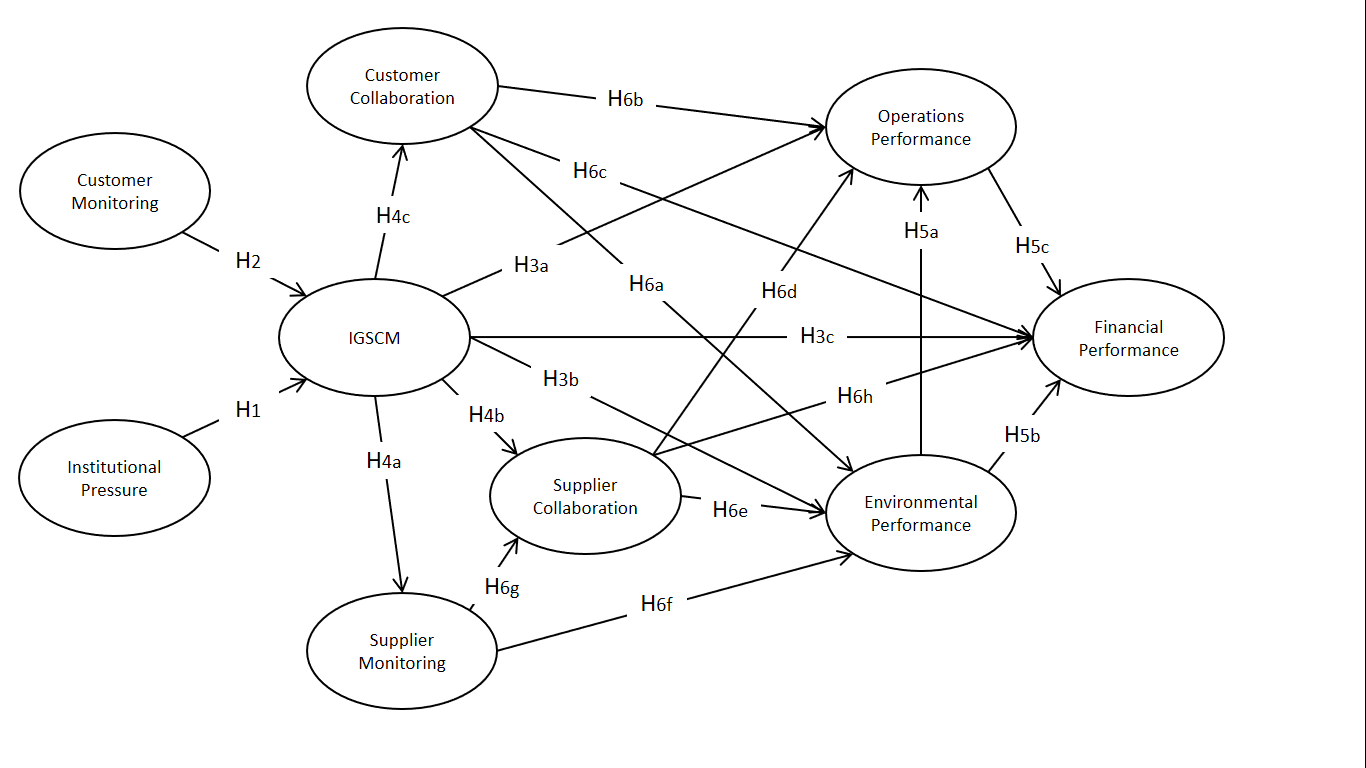 Customer
Collaboration
H6b
Operations
Performance
H6c
Customer
Monitoring
H4c
H5a
H5c
H2
H3a
H6a
H6d
IGSCM
H3c
Financial
Performance
H3b
H6h
H1
H4b
H5b
H4a
Institutional
Pressure
Supplier
Collaboration
H6e
Environmental
Performance
H6g
H6f
Supplier
Monitoring